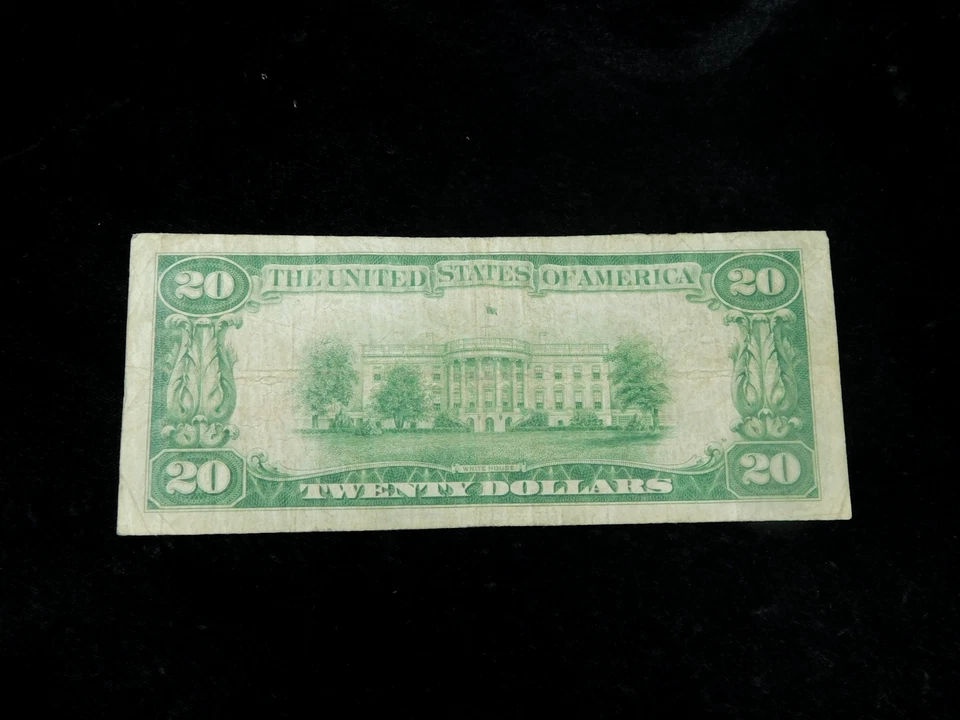 20 THE UNITED STATES OF AMERICA 20
WHITE HOUSE
20 TWENTY DOLLARS 20